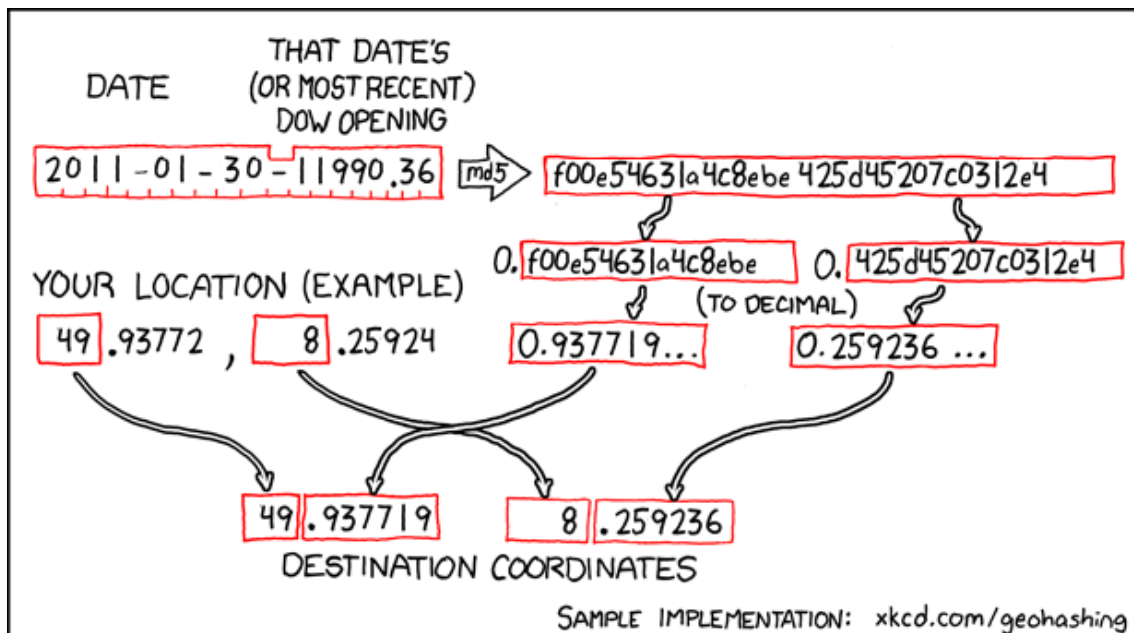 DATE
THAT DATE'S
(OR MOST RECENT)
DOW OPENING
2011-01-30-11990.36
md5
f00e54631a4c8ebe 425d45207c0312e4
0. f00e54631a4c8ebe
0. 425d45207c0312e4
YOUR LOCATION (EXAMPLE)
(TO DECIMAL)
49 .93772 , 8 .25924
0.937719...
0.259236 ...
49 .937719
8 .259236
DESTINATION COORDINATES
SAMPLE IMPLEMENTATION: xkcd.com/geohashing